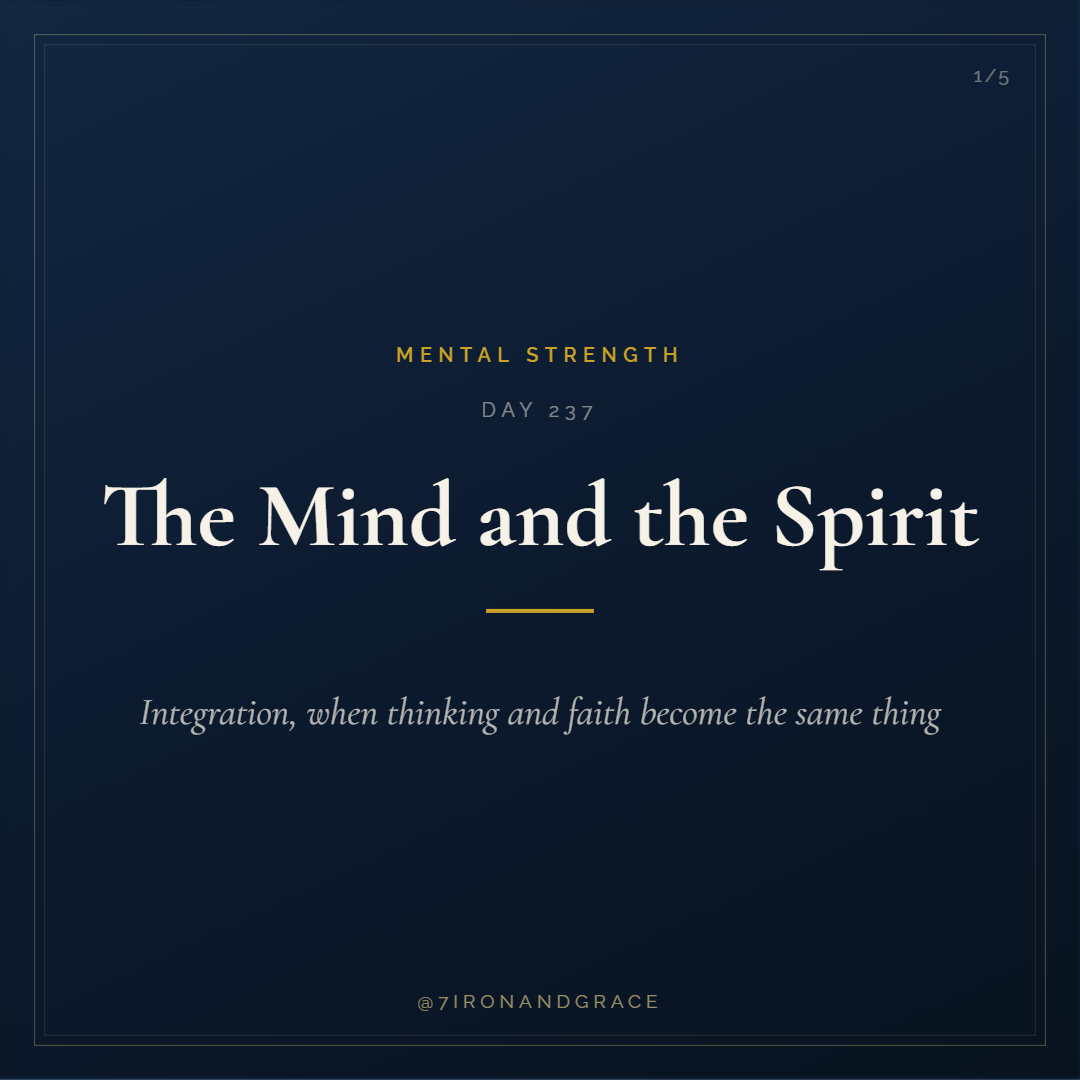 1/5
MENTAL STRENGTH
DAY 237
The Mind and the Spirit
Integration, when thinking and faith become the same thing
@7IRONANDGRACE